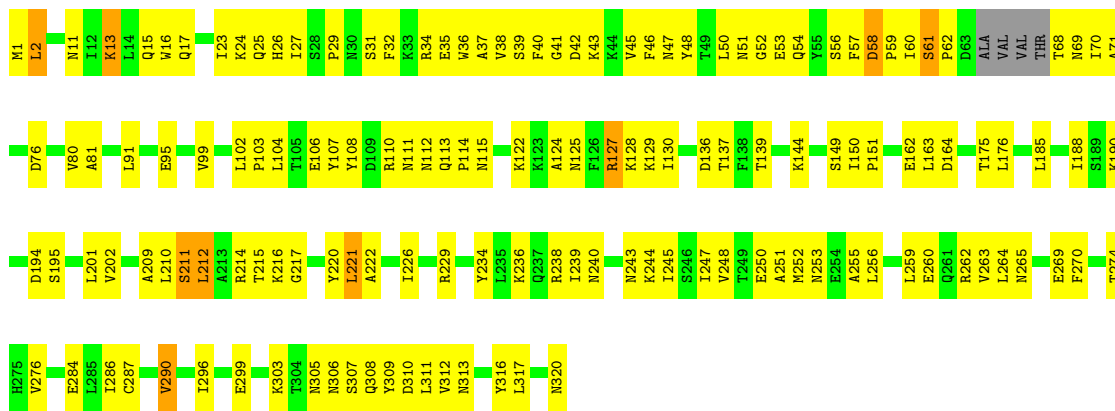 M1 L2 N11 I12 K13 L14 Q15 W16 Q17 I23 K24 Q25 H26 I27 S28 P29 N30 S31 F32 K33 R34 E35 W36 A37 V38 S39 F40 G41 D42 K43 K44 V45 F46 N47 Y48 T49 L50 N51 G52 E53 Q54 Y55 S56 F57 D58 P59 I60 S61 P62 D63 ALA VAL VAL THR T68 N69 I70 A71
D76 V80 A81 L91 E95 V99 L102 P103 L104 T105 E106 Y107 Y108 D109 R110 N111 N112 Q113 P114 N115 K122 K123 A124 N125 F126 R127 K128 K129 I130 D136 T137 F138 T139 K144 S149 I150 P151 E162 L163 D164 T175 L176 L185 I188 S189 K190
D194 S195 L201 V202 A209 L210 S211 L212 A213 R214 T215 K216 G217 Y220 L221 A222 I226 R229 Y234 L235 K236 Q237 R238 I239 N240 N243 K244 I245 S246 I247 V248 T249 E250 A251 M252 N253 E254 A255 L256 L259 E260 Q261 R262 V263 L264 N265 E269 F270 T274
H275 V276 E284 L285 I286 C287 V290 I296 E299 K303 T304 N305 N306 S307 Q308 Y309 D310 L311 V312 N313 Y316 L317 N320